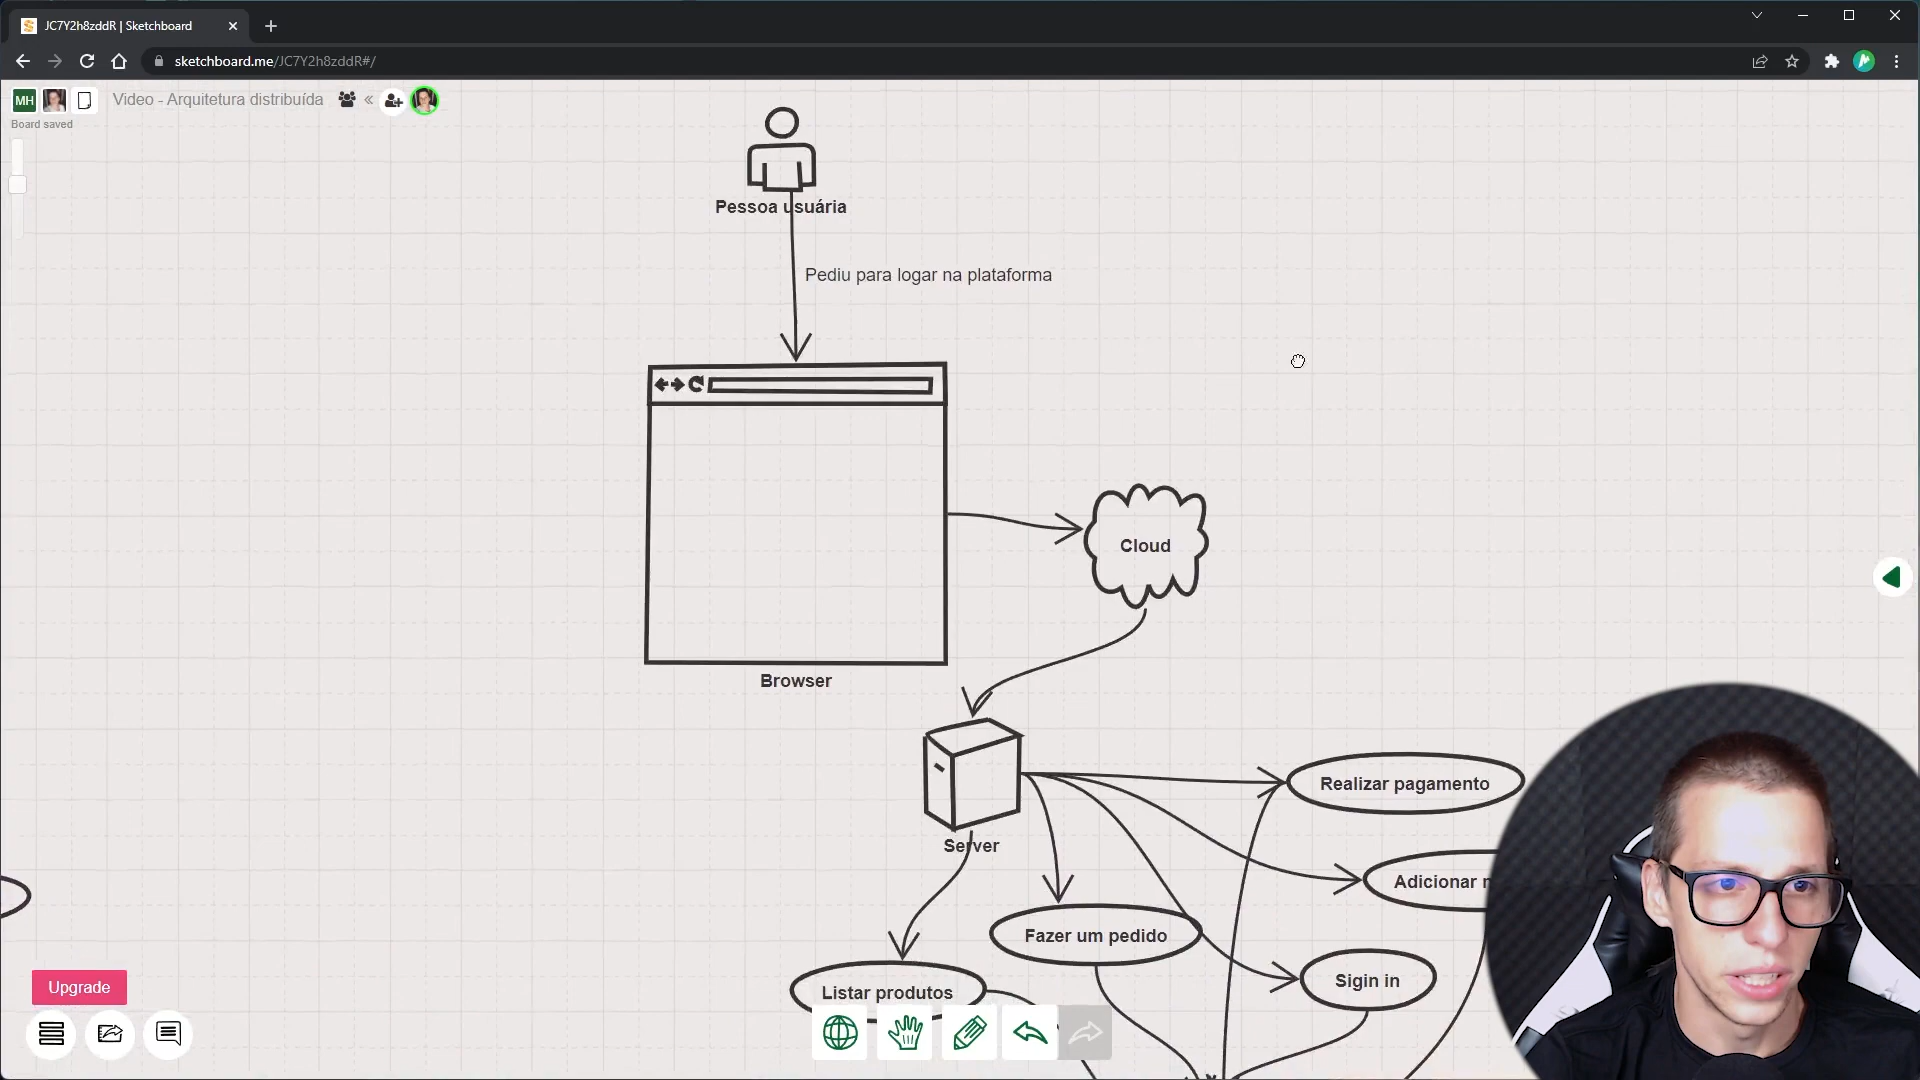 JC7Y2h8zddR | Sketchboard
sketchboard.me/JC7Y2h8zddR#/
MH
Video - Arquitetura distribuída
Board saved
Pessoa usuária
Pediu para logar na plataforma
Cloud
Browser
Server
Realizar pagamento
Adicionar
Fazer um pedido
Sigin in
Listar produtos
Upgrade